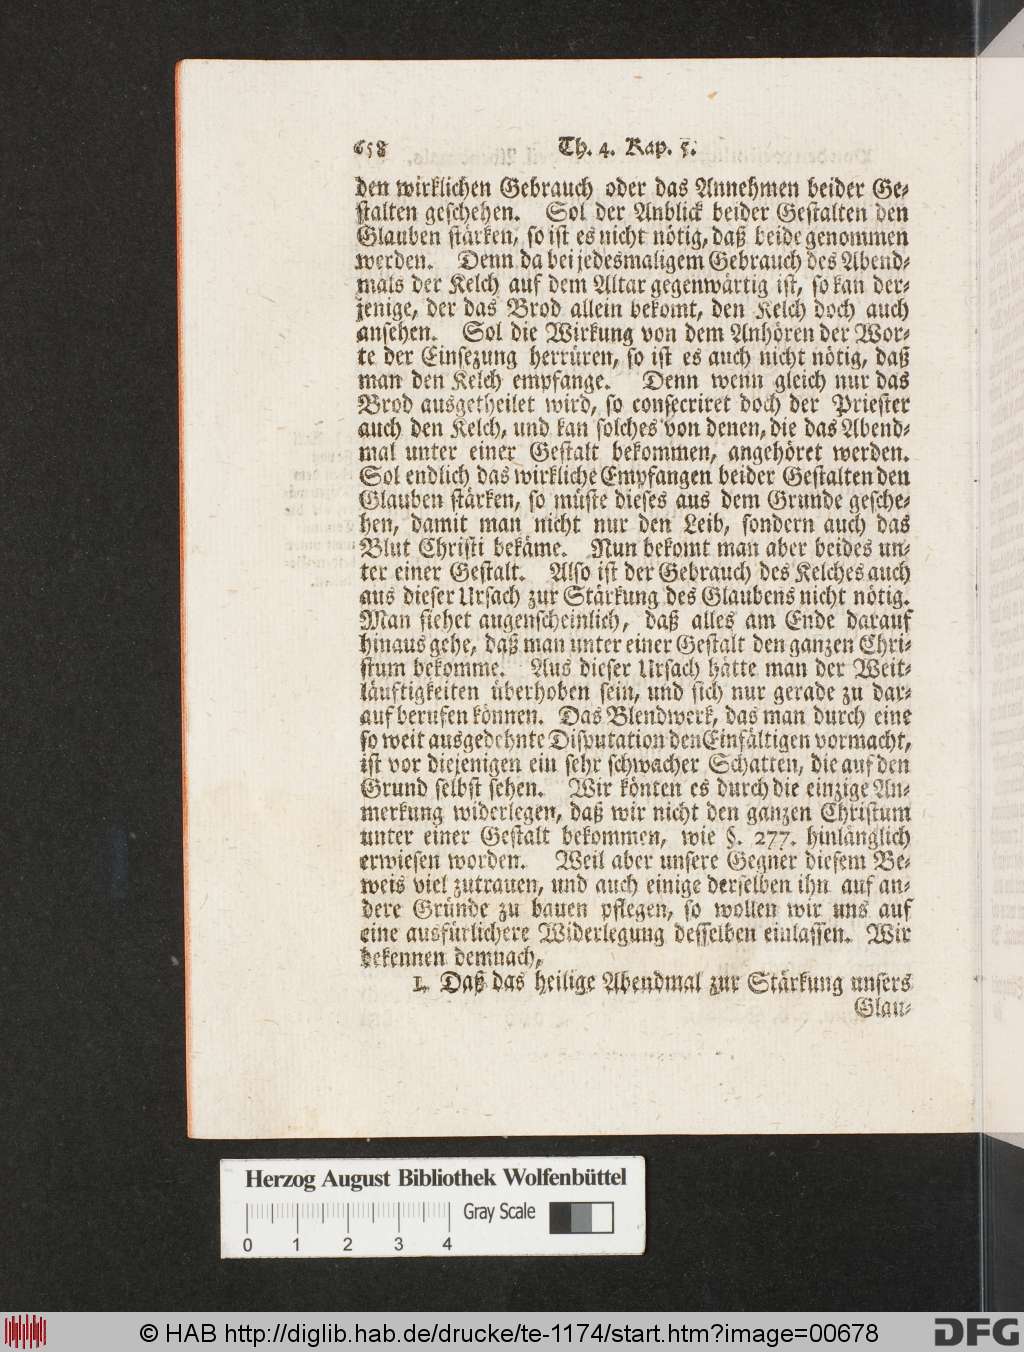 658 Th. 4. Kap. 5.
den wirklichen Gebrauch oder das Annehmen beider Ge-
stalten geschehen. Sol der Anblick beider Gestalten den
Glauben stärken, so ist es nicht nötig, daß beide genommen
werden. Denn da bei jedesmaligem Gebrauch des Abend-
mals der Kelch auf dem Altar gegenwärtig ist, so kan der-
jenige, der das Brod allein bekomt, den Kelch doch auch
ansehen. Sol die Wirkung von dem Anhören der Wor-
te der Einsezung herrüren, so ist es auch nicht nötig, daß
man den Kelch empfange. Denn wenn gleich nur das
Brod ausgetheilet wird, so consecriret doch der Priester
auch den Kelch, und kan solches von denen, die das Abend-
mal unter einer Gestalt bekommen, angehöret werden.
Sol endlich das wirkliche Empfangen beider Gestalten den
Glauben stärken, so müste dieses aus dem Grunde gesche-
hen, damit man nicht nur den Leib, sondern auch das
Blut Christi bekäme. Nun bekomt man aber beides un-
ter einer Gestalt. Also ist der Gebrauch des Kelches auch
aus dieser Ursach zur Stärkung des Glaubens nicht nötig.
Man siehet augenscheinlich, daß alles am Ende darauf
hinaus gehe, daß man unter einer Gestalt den ganzen Chri-
stum bekomme. Aus dieser Ursach hätte man der Weit-
läuftigkeiten überhoben sein, und sich nur gerade zu dar-
auf berufen können. Das Blendwerk, das man durch eine
so weit ausgedehnte Disputation den Einfältigen vormacht,
ist vor diejenigen ein sehr schwacher Schatten, die auf den
Grund selbst sehen. Wir könten es durch die einzige An-
merkung widerlegen, daß wir nicht den ganzen Christum
unter einer Gestalt bekommen, wie §. 277. hinlänglich
erwiesen worden. Weil aber unsere Gegner diesem Be-
weis viel zutrauen, und auch einige derselben ihn auf an-
dere Gründe zu bauen pflegen, so wollen wir uns auf
eine ausfürlichere Widerlegung desselben einlassen. Wir
bekennen demnach,
1. Daß das heilige Abendmal zur Stärkung unsers
Glau-
Herzog August Bibliothek Wolfenbüttel
Gray Scale
0 1 2 3 4
© HAB http://diglib.hab.de/drucke/te-1174/start.htm?image=00678
DFG